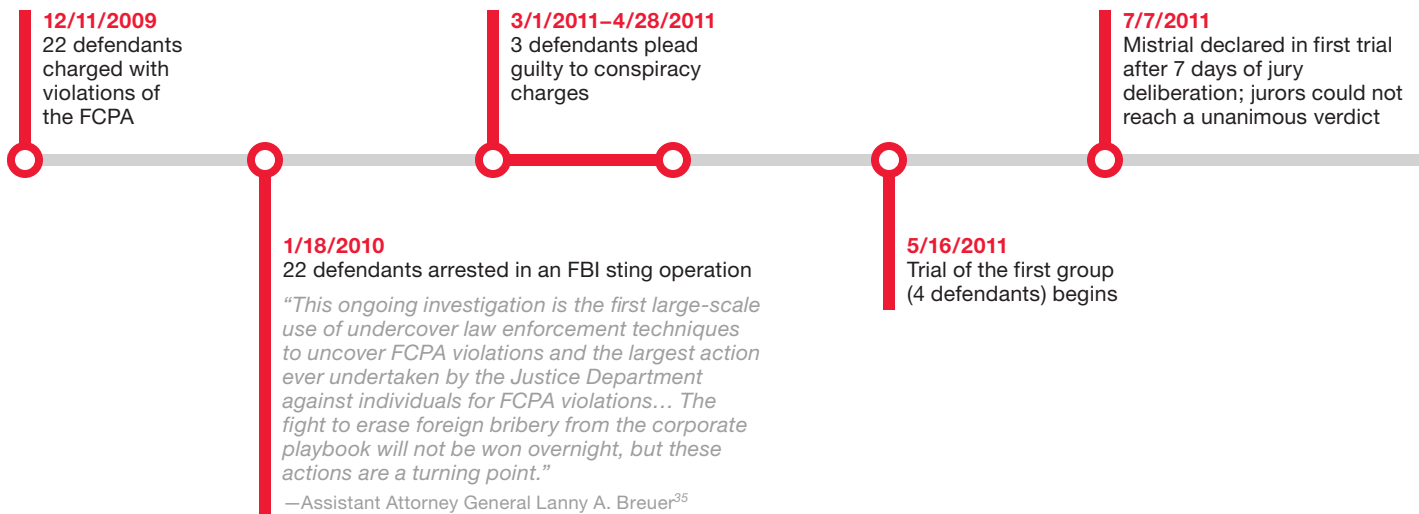 12/11/2009
22 defendants
charged with
violations of
the FCPA
1/18/2010
22 defendants arrested in an FBI sting operation
“This ongoing investigation is the first large-scale
use of undercover law enforcement techniques
to uncover FCPA violations and the largest action
ever undertaken by the Justice Department
against individuals for FCPA violations… The
fight to erase foreign bribery from the corporate
playbook will not be won overnight, but these
actions are a turning point.”
—Assistant Attorney General Lanny A. Breuer35
3/1/2011–4/28/2011
3 defendants plead
guilty to conspiracy
charges
5/16/2011
Trial of the first group
(4 defendants) begins
7/7/2011
Mistrial declared in first trial
after 7 days of jury
deliberation; jurors could not
reach a unanimous verdict